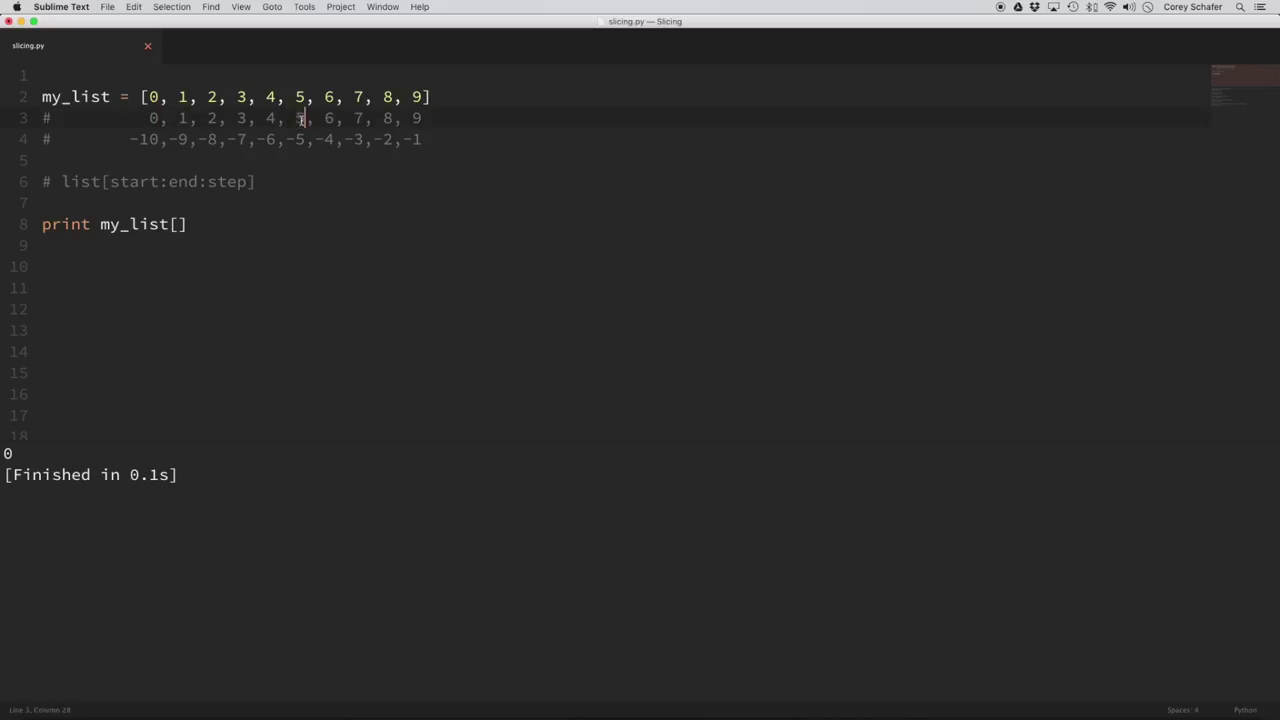 Sublime Text File Edit Selection Find View Goto Tools Project Window Help Corey Schafer
slicing.py — Slicing
slicing.py
1
2 my_list = [0, 1, 2, 3, 4, 5, 6, 7, 8, 9]
3 # 0, 1, 2, 3, 4, 5, 6, 7, 8, 9
4 # -10,-9,-8,-7,-6,-5,-4,-3,-2,-1
5
6 # list[start:end:step]
7
8 print my_list[]
9
10
11
12
13
14
15
16
17
18
0
[Finished in 0.1s]
Line 3, Column 28 Spaces: 4 Python